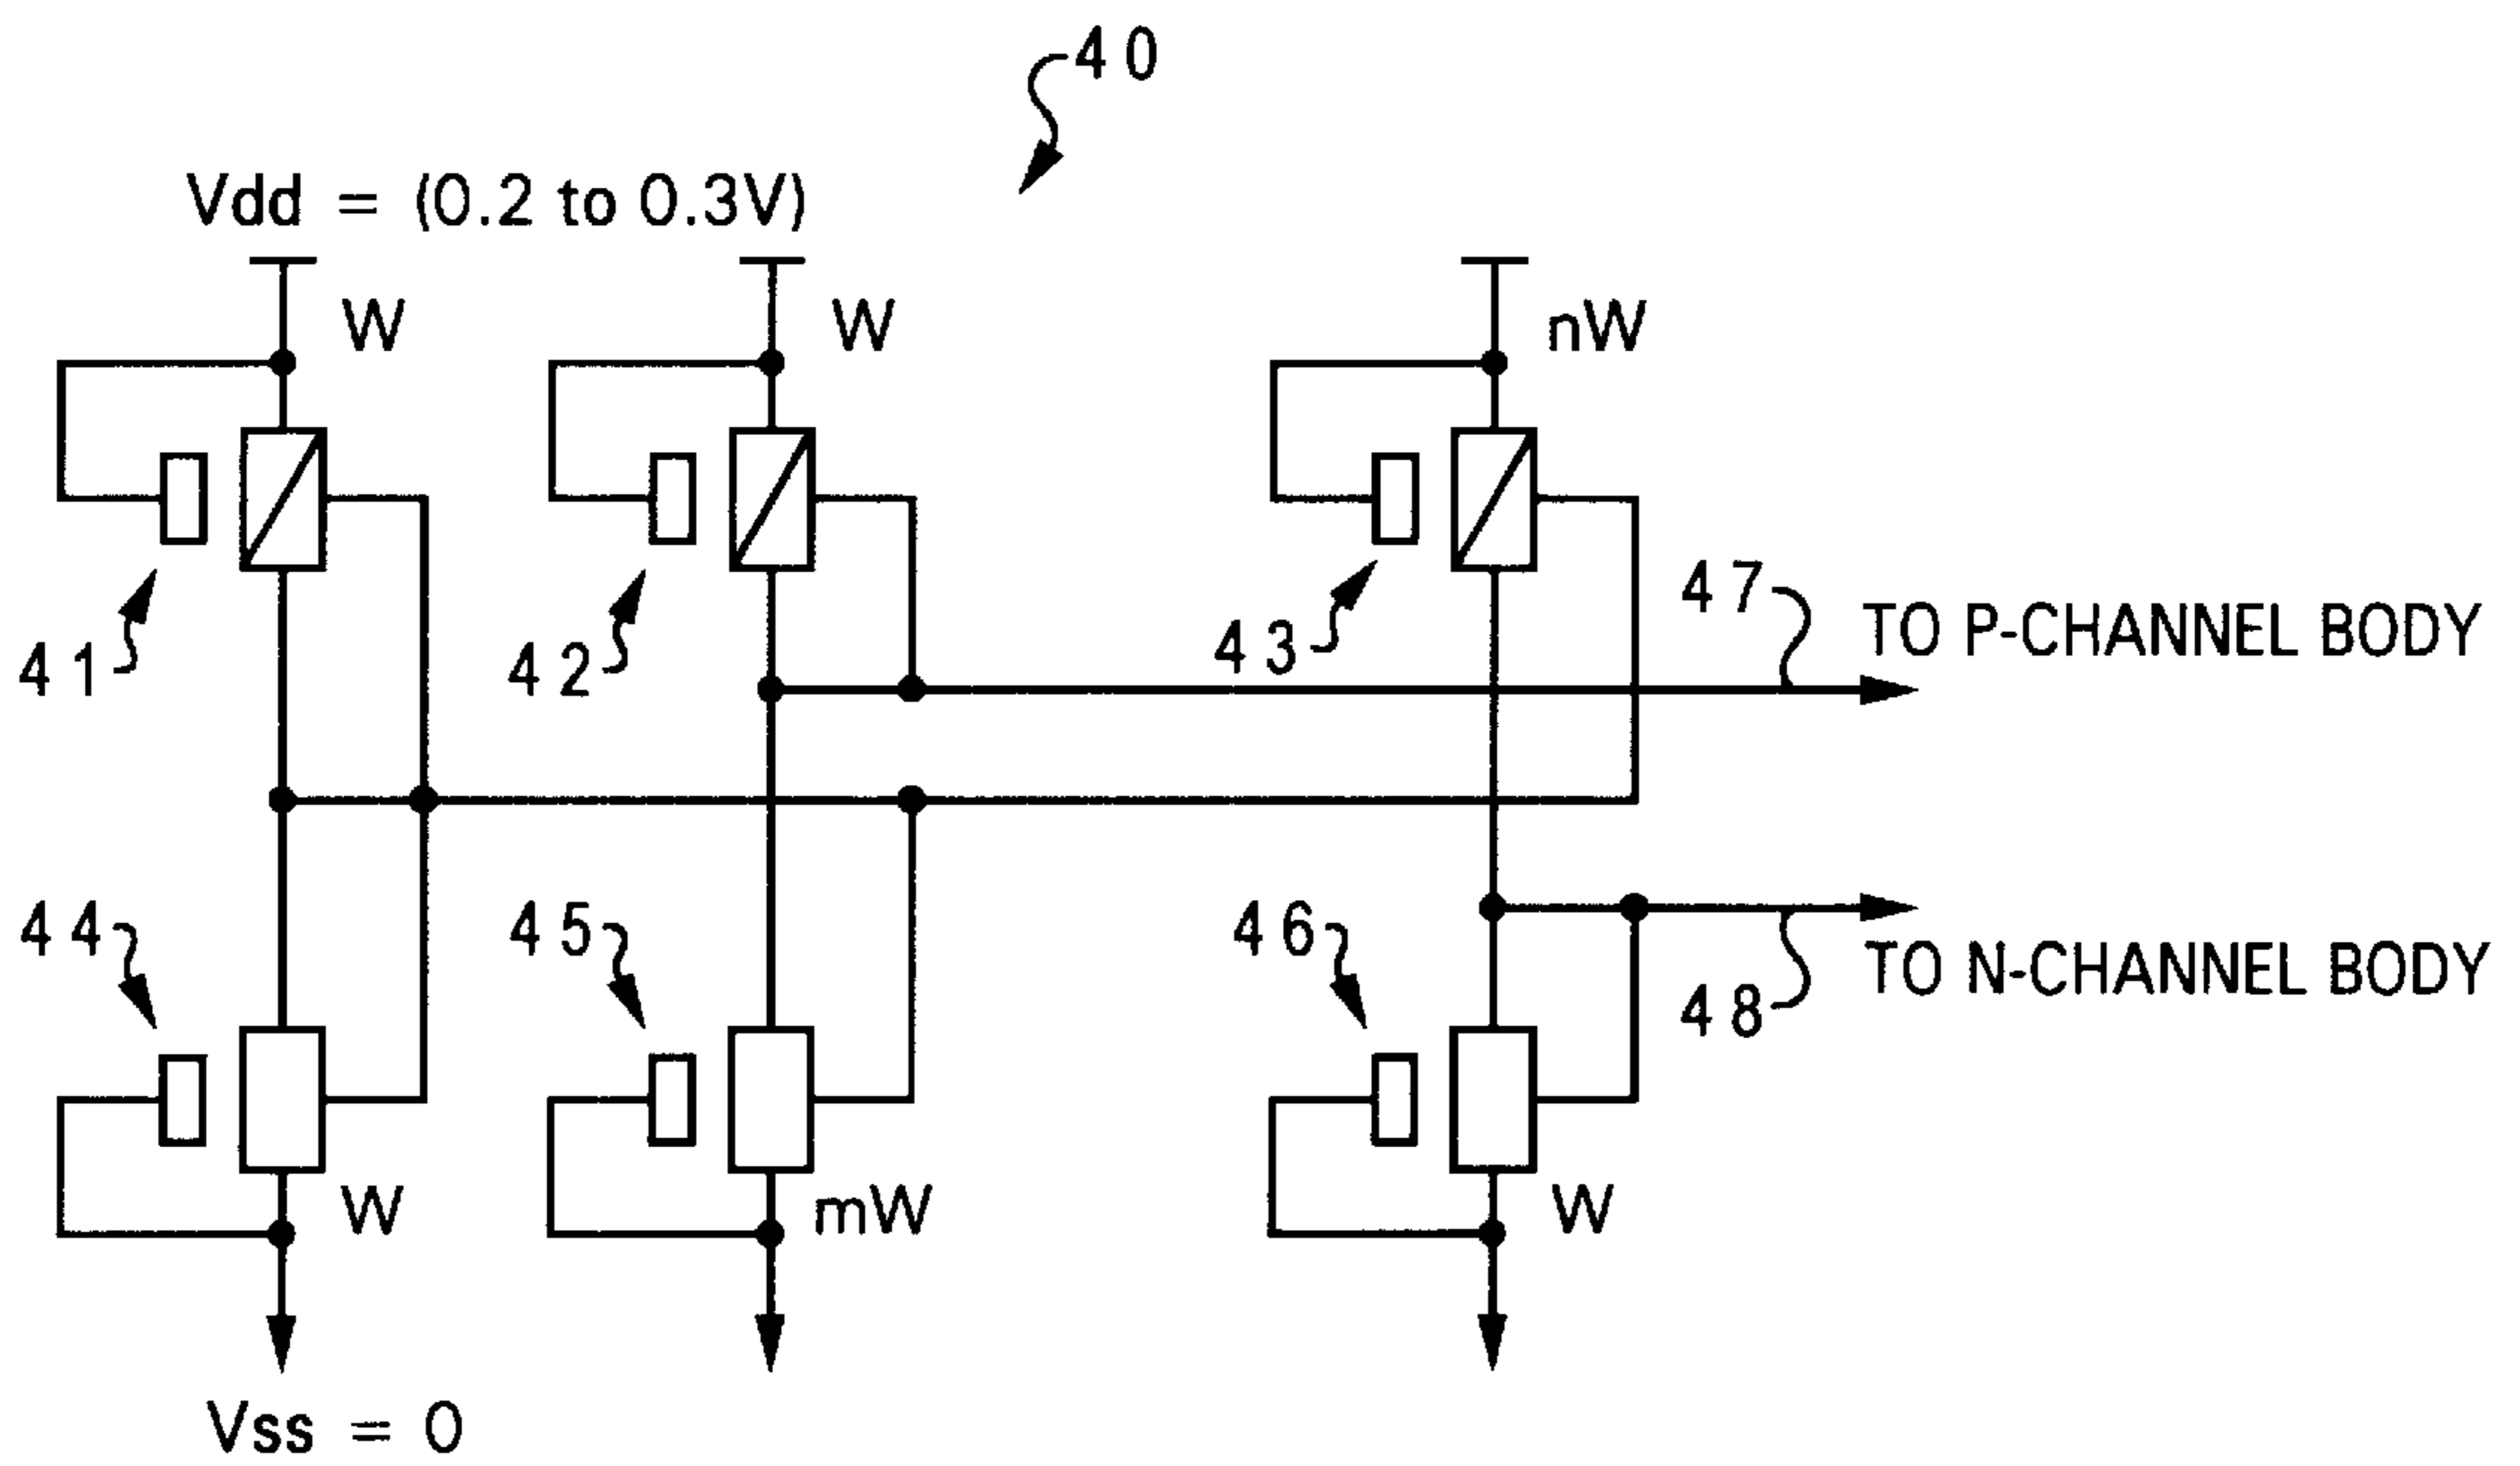 40
Vdd = (0.2 to 0.3V)
W
W
nW
47
TO P-CHANNEL BODY
41
42
43
44
45
46
TO N-CHANNEL BODY
48
W
mW
W
Vss = 0